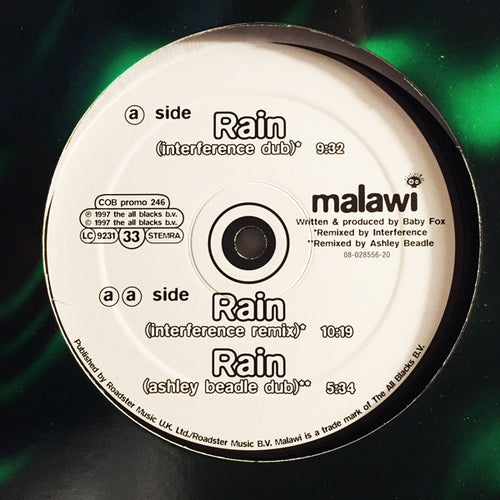 a side
Rain
(interference dub)* 9:32
COB promo 246
℗ 1997 the all blacks b.v.
© 1997 the all blacks b.v.
LC 9231 33 STEMRA
malawi
Written & produced by Baby Fox
*Remixed by Interference
**Remixed by Ashley Beadle
08-028556-20
a a side
Rain
(interference remix)* 10:19
Rain
(ashley beadle dub)** 5:34
Published by Roadster Music U.K. Ltd./Roadster Music B.V. Malawi is a trade mark of The All Blacks B.V.